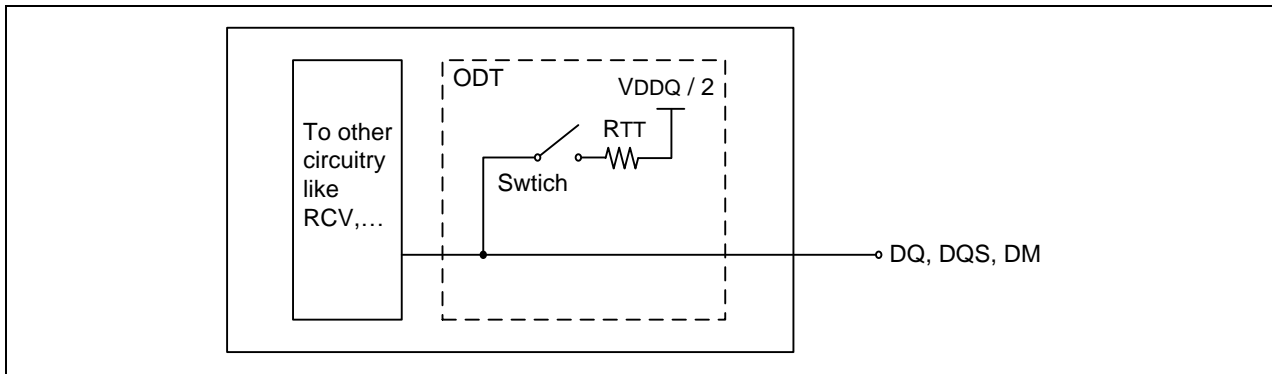 ODT
VDDQ / 2
RTT
Swtich
To other
circuitry
like
RCV,…
DQ, DQS, DM